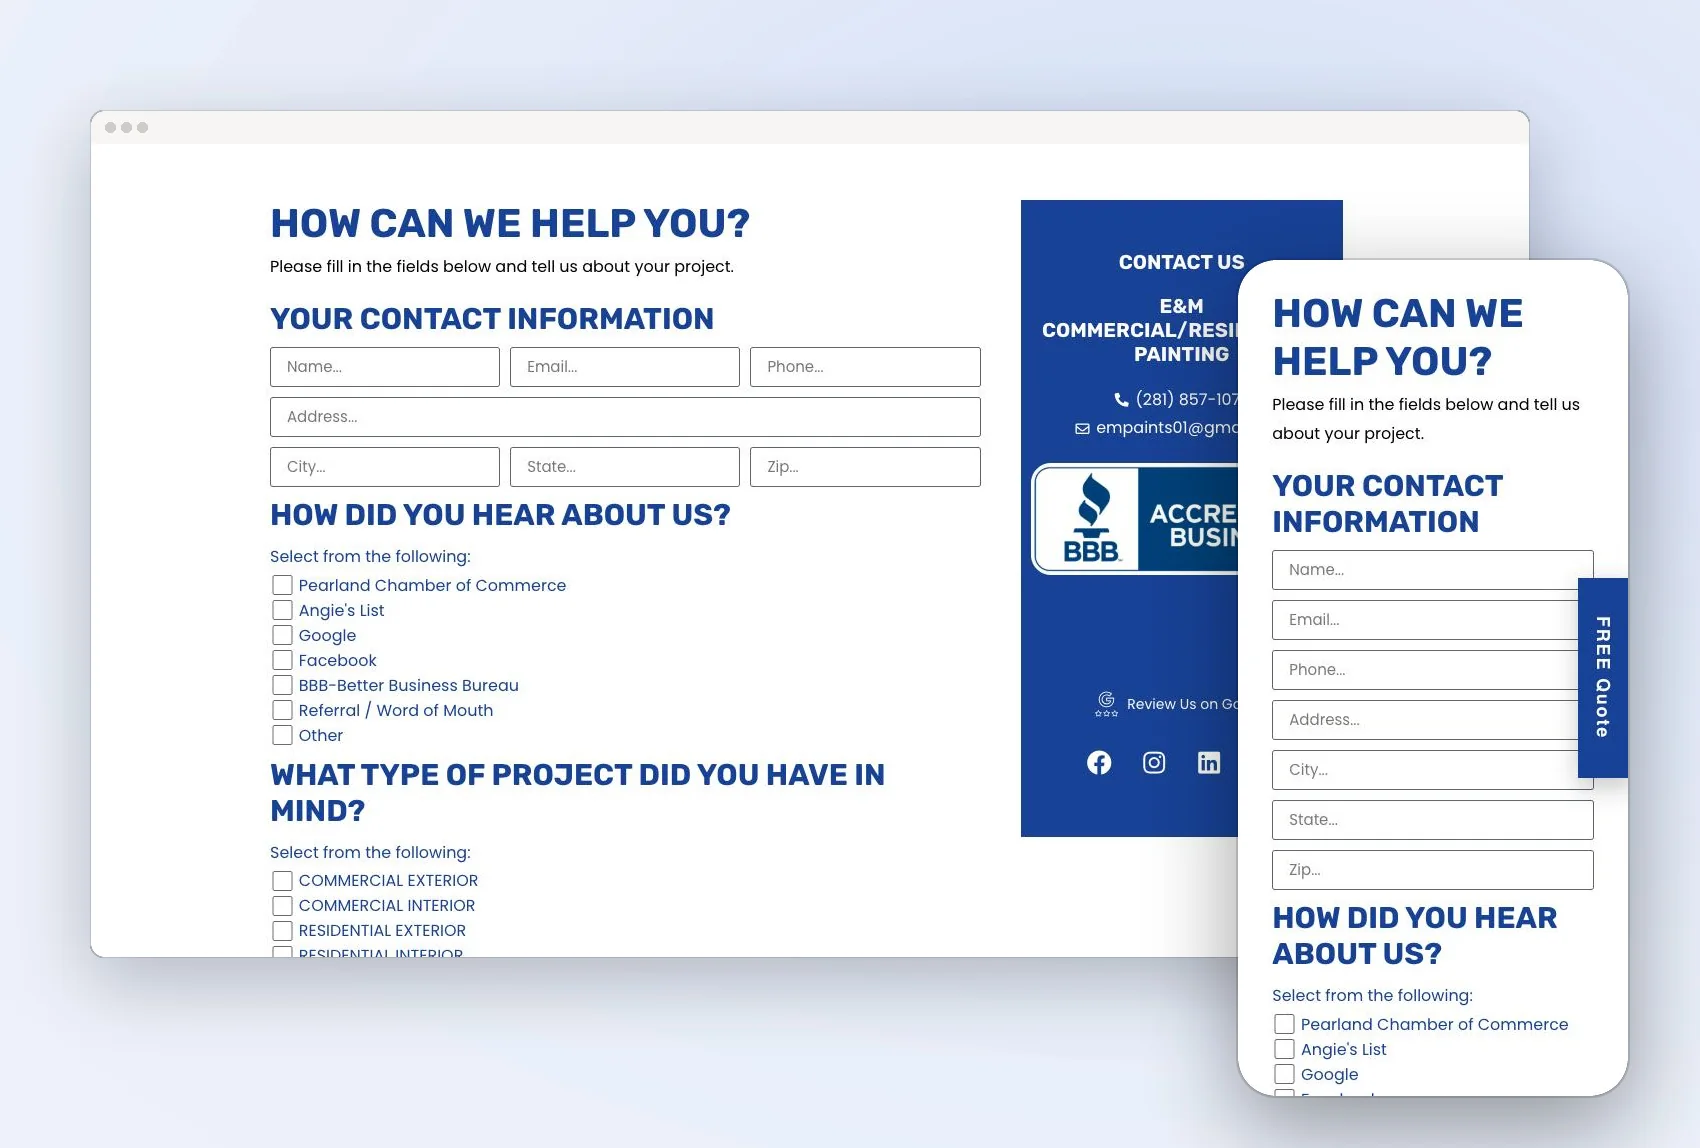 HOW CAN WE HELP YOU?
Please fill in the fields below and tell us about your project.
YOUR CONTACT INFORMATION
Name...
Email...
Phone...
Address...
City...
State...
Zip...
HOW DID YOU HEAR ABOUT US?
Select from the following:
Pearland Chamber of Commerce
Angie's List
Google
Facebook
BBB-Better Business Bureau
Referral / Word of Mouth
Other
WHAT TYPE OF PROJECT DID YOU HAVE IN
MIND?
Select from the following:
COMMERCIAL EXTERIOR
COMMERCIAL INTERIOR
RESIDENTIAL EXTERIOR
RESIDENTIAL INTERIOR
CONTACT US
E&M
COMMERCIAL/
PAINTING
(281) 857-107
BBB
Review Us on
HOW CAN WE
HELP YOU?
Please fill in the fields below and tell us
about your project.
YOUR CONTACT
INFORMATION
Name...
Email...
Phone...
Address...
City...
State...
Zip...
FREE Quote
HOW DID YOU HEAR
ABOUT US?
Select from the following:
Pearland Chamber of Commerce
Angie's List
Google